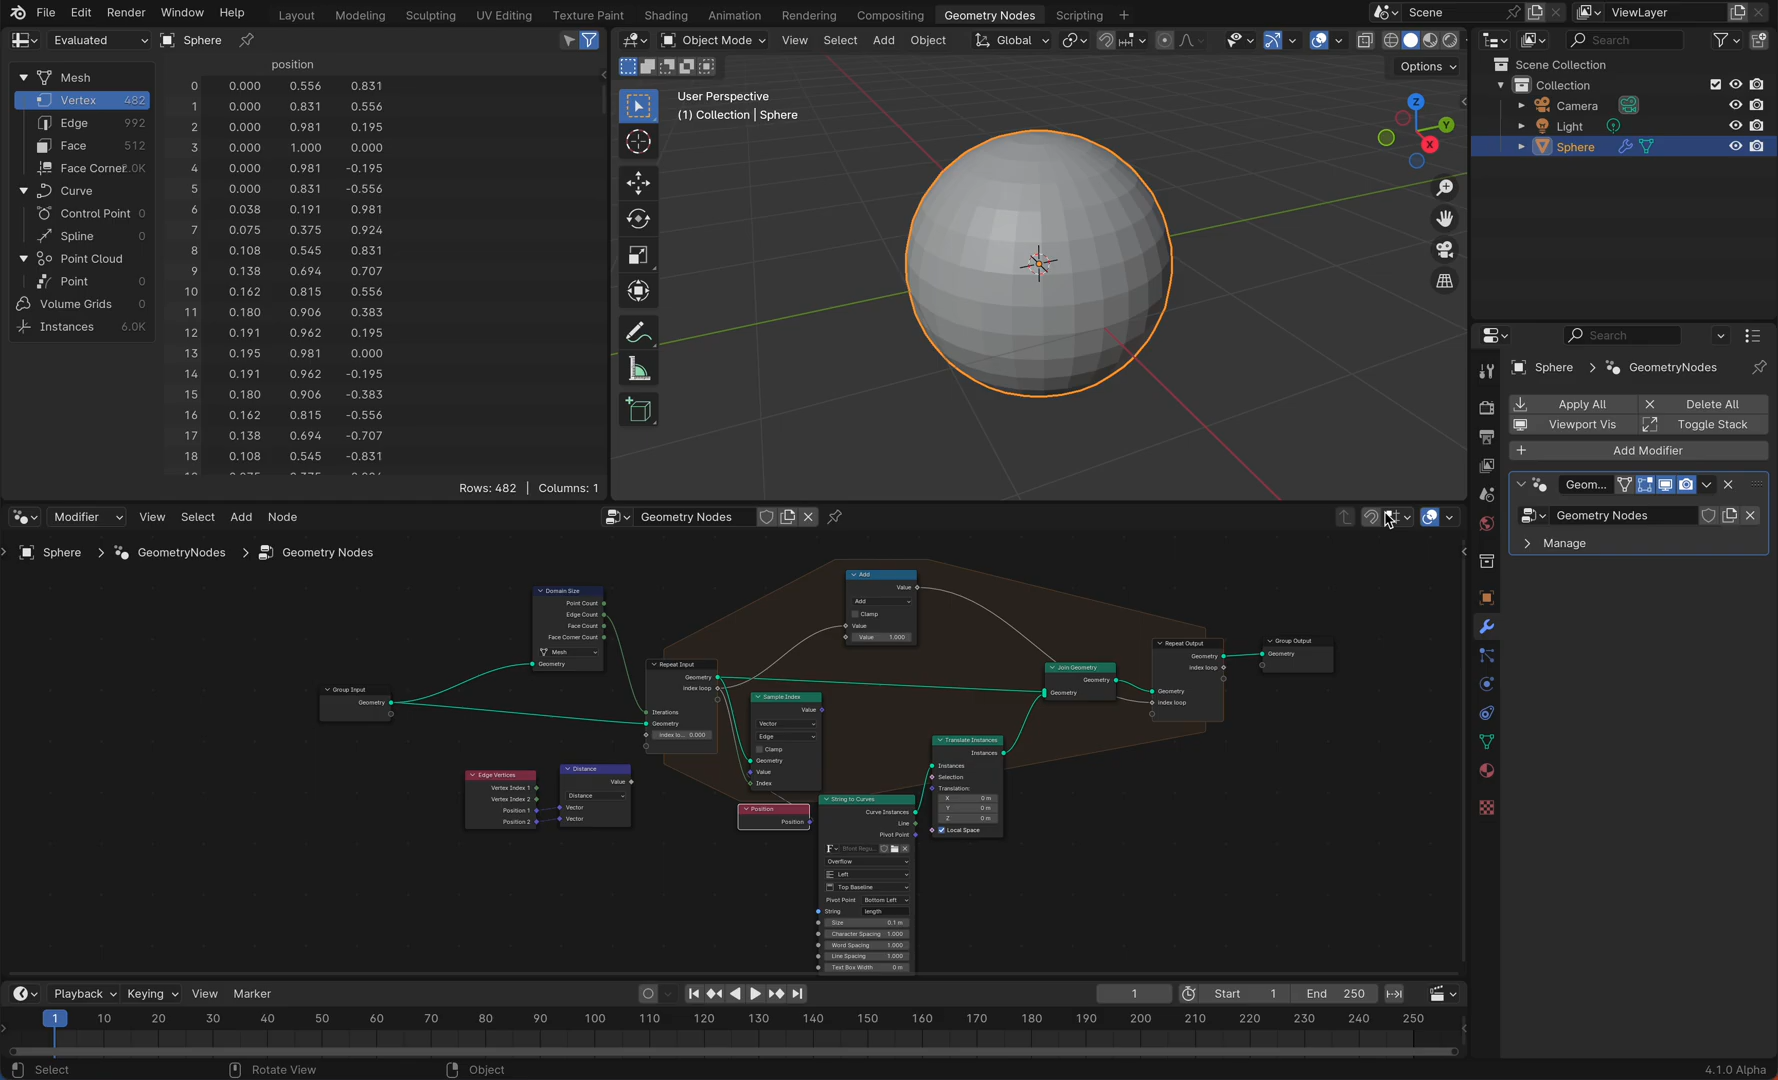 File Edit Render Window Help Layout Modeling Sculpting UV Editing Texture Paint Shading Animation Rendering Compositing Geometry Nodes Scripting + Scene ViewLayer
Evaluated Sphere
Object Mode View Select Add Object Global
Search
Options
position
Mesh
Vertex 482
Edge 992
Face 512
Face Corner 2.0K
Curve
Control Point 0
Spline 0
Point Cloud
Point 0
Volume Grids 0
Instances 6.0K
0 0.000 0.556 0.831
1 0.000 0.831 0.556
2 0.000 0.981 0.195
3 0.000 1.000 0.000
4 0.000 0.981 -0.195
5 0.000 0.831 -0.556
6 0.038 0.191 0.981
7 0.075 0.375 0.924
8 0.108 0.545 0.831
9 0.138 0.694 0.707
10 0.162 0.815 0.556
11 0.180 0.906 0.383
12 0.191 0.962 0.195
13 0.195 0.981 0.000
14 0.191 0.962 -0.195
15 0.180 0.906 -0.383
16 0.162 0.815 -0.556
17 0.138 0.694 -0.707
18 0.108 0.545 -0.831
Rows: 482 | Columns: 1
User Perspective
(1) Collection | Sphere
Z
Y
X
Scene Collection
Collection
Camera
Light
Sphere
Search
Sphere > GeometryNodes
Apply All
Delete All
Viewport Vis
Toggle Stack
Add Modifier
Geom...
Geometry Nodes
Manage
Modifier View Select Add Node Geometry Nodes
Sphere > GeometryNodes > Geometry Nodes
Group Input
Geometry
Domain Size
Point Count
Edge Count
Face Count
Face Corner Count
Mesh
Geometry
Edge Vertices
Vertex Index 1
Vertex Index 2
Position 1
Position 2
Distance
Value
Distance
Vector
Vector
Repeat Input
Geometry
index loop
Iterations
Geometry
index lo... 0.000
Sample Index
Value
Vector
Edge
Clamp
Geometry
Value
Index
Position
Position
Add
Value
Add
Clamp
Value
Value 1.000
String to Curves
Curve Instances
Line
Pivot Point
Bfont Regu...
Overflow
Left
Top Baseline
Pivot Point Bottom Left
String length
Size 0.1 m
Character Spacing 1.000
Word Spacing 1.000
Line Spacing 1.000
Text Box Width 0 m
Translate Instances
Instances
Instances
Selection
Translation:
X 0 m
Y 0 m
Z 0 m
Local Space
Join Geometry
Geometry
Geometry
Repeat Output
Geometry
index loop
Geometry
index loop
Group Output
Geometry
Playback Keying View Marker 1 Start 1 End 250
1 10 20 30 40 50 60 70 80 90 100 110 120 130 140 150 160 170 180 190 200 210 220 230 240 250
Select Rotate View Object 4.1.0 Alpha